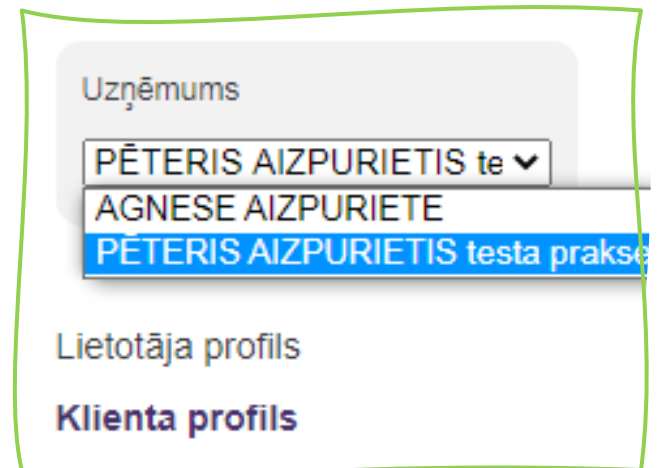 Uzņēmums
PĒTERIS AIZPURIETIS te
AGNESE AIZPURIETE
PĒTERIS AIZPURIETIS testa prakse
Lietotāja profils
Klienta profils